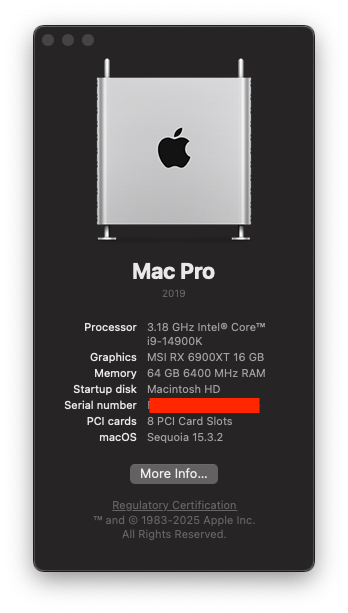 Mac Pro
2019
Processor 3.18 GHz Intel® Core™
i9-14900K
Graphics MSI RX 6900XT 16 GB
Memory 64 GB 6400 MHz RAM
Startup disk Macintosh HD
Serial number
PCI cards 8 PCI Card Slots
macOS Sequoia 15.3.2
More Info...
Regulatory Certification
™ and © 1983-2025 Apple Inc.
All Rights Reserved.